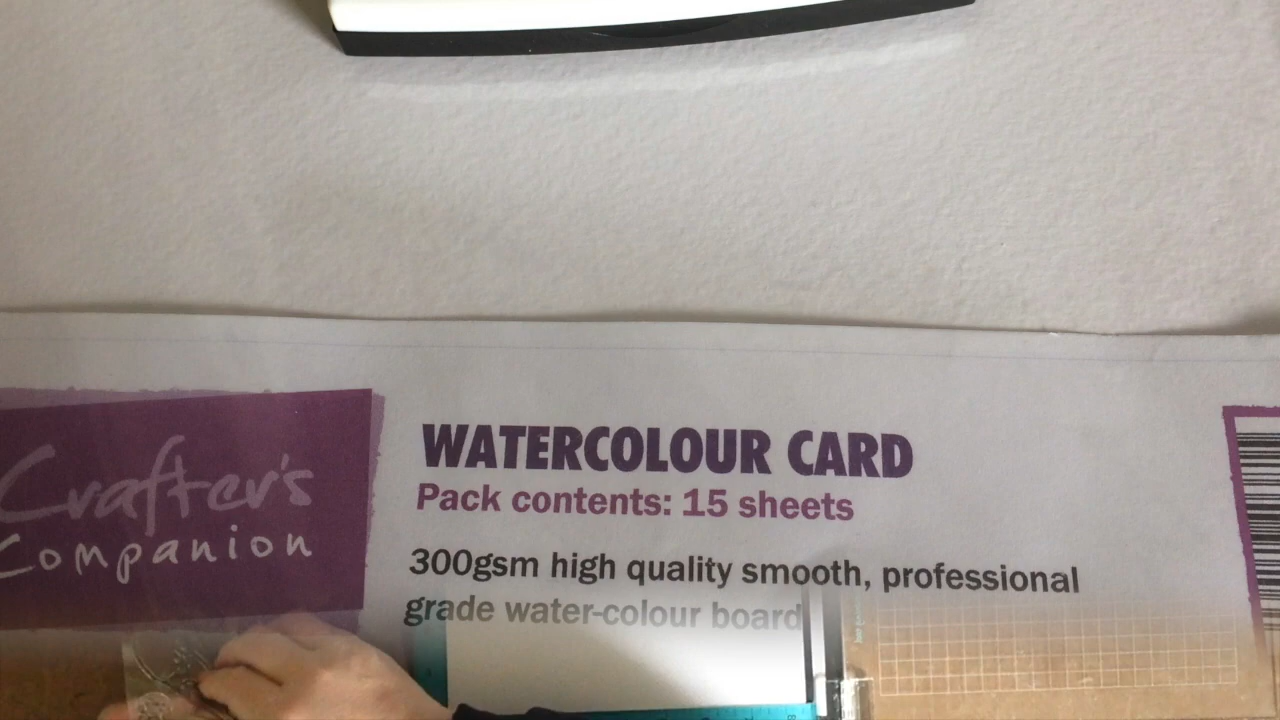 Crafter's
Companion
WATERCOLOUR CARD
Pack contents: 15 sheets
300gsm high quality smooth, professional
grade water-colour board